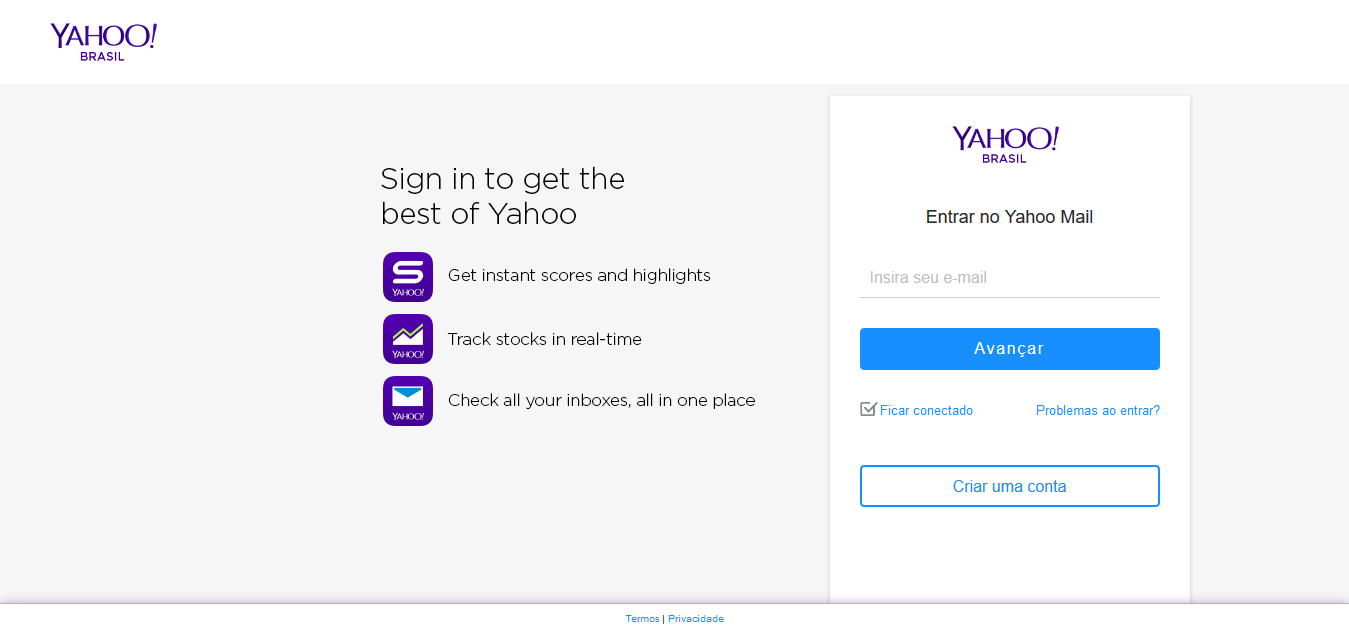 YAHOO!
BRASIL
Sign in to get the
best of Yahoo
YAHOO!
Get instant scores and highlights
YAHOO!
Track stocks in real-time
YAHOO!
Check all your inboxes, all in one place
YAHOO!
BRASIL
Entrar no Yahoo Mail
Insira seu e-mail
Avançar
Ficar conectado
Problemas ao entrar?
Criar uma conta
Termos | Privacidade